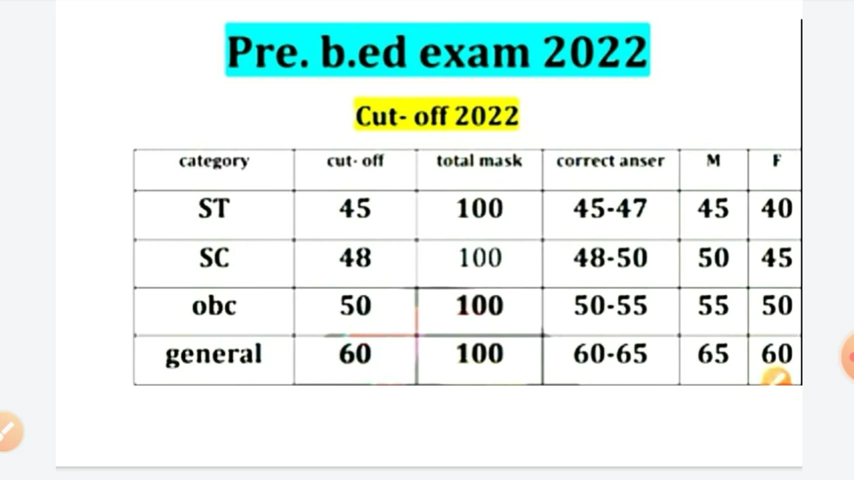 Pre. b.ed exam 2022
Cut- off 2022
category cut- off total mask correct anser M F
ST 45 100 45-47 45 40
SC 48 100 48-50 50 45
obc 50 100 50-55 55 50
general 60 100 60-65 65 60